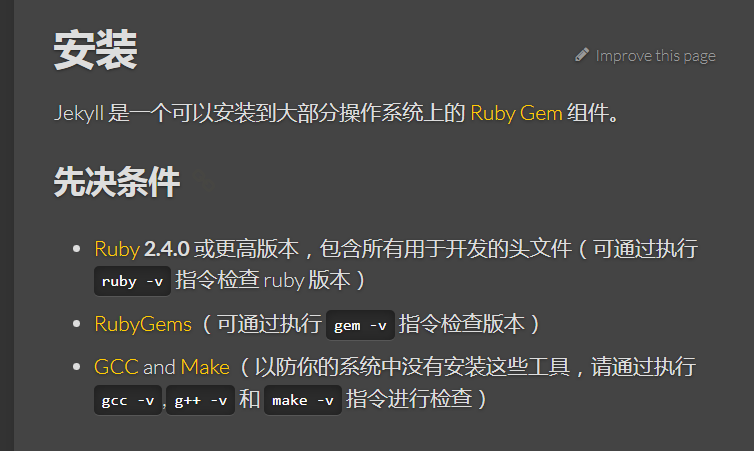 安装
Improve this page
Jekyll 是一个可以安装到大部分操作系统上的 Ruby Gem 组件。
先决条件
Ruby 2.4.0 或更高版本，包含所有用于开发的头文件（可通过执行
ruby -v 指令检查 ruby 版本）
RubyGems （可通过执行 gem -v 指令检查版本）
GCC and Make （以防你的系统中没有安装这些工具，请通过执行
gcc -v,g++ -v 和 make -v 指令进行检查）